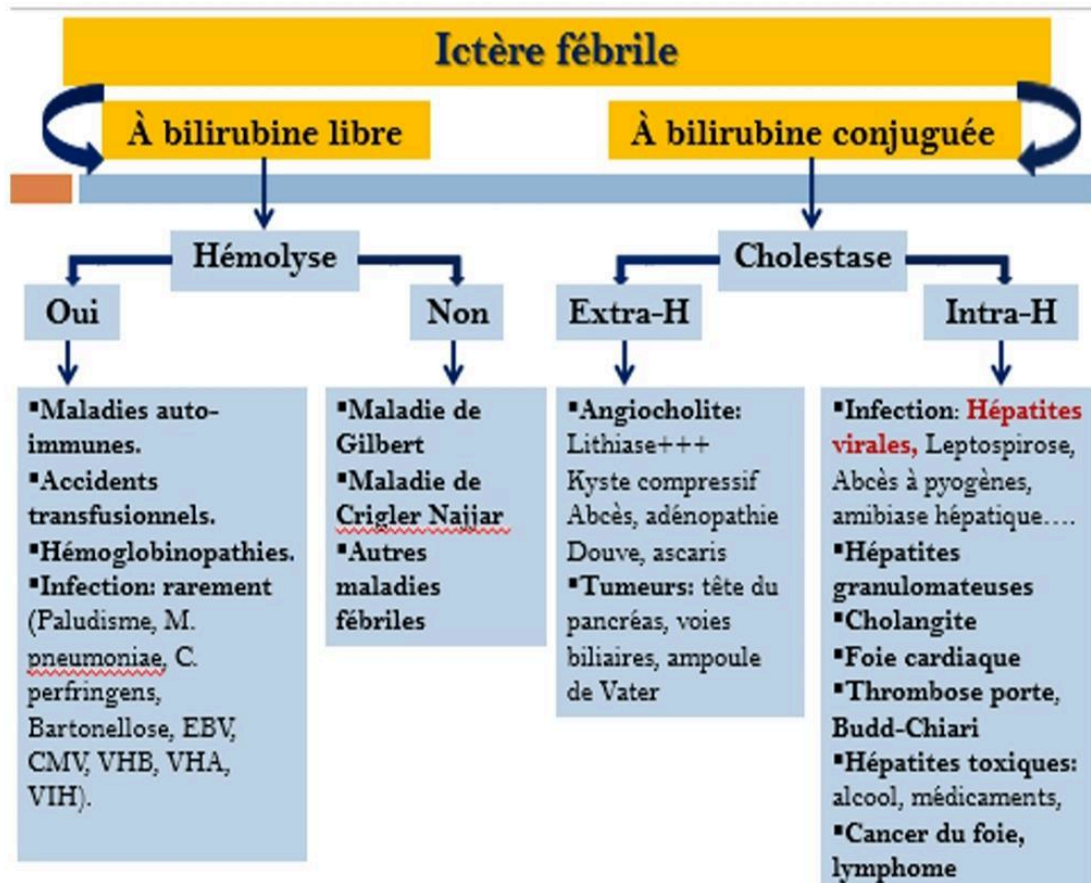 Ictère fébrile
À bilirubine libre
À bilirubine conjuguée
Hémolyse
Cholestase
Oui
Non
Extra-H
Intra-H
▪Maladies auto-
immunes.
▪Accidents
transfusionnels.
▪Hémoglobinopathies.
▪Infection: rarement
(Paludisme, M.
pneumoniae, C.
perfringens,
Bartonellose, EBV,
CMV, VHB, VHA,
VIH).
▪Maladie de
Gilbert
▪Maladie de
Crigler Najjar
▪Autres
maladies
fébriles
▪Angiocholite:
Lithiase+++
Kyste compressif
Abcès, adénopathie
Douve, ascaris
▪Tumeurs: tête du
pancréas, voies
biliaires, ampoule
de Vater
▪Infection: Hépatites
virales, Leptospirose,
Abcès à pyogènes,
amibiase hépatique….
▪Hépatites
granulomateuses
▪Cholangite
▪Foie cardiaque
▪Thrombose porte,
Budd-Chiari
▪Hépatites toxiques:
alcool, médicaments,
▪Cancer du foie,
lymphome